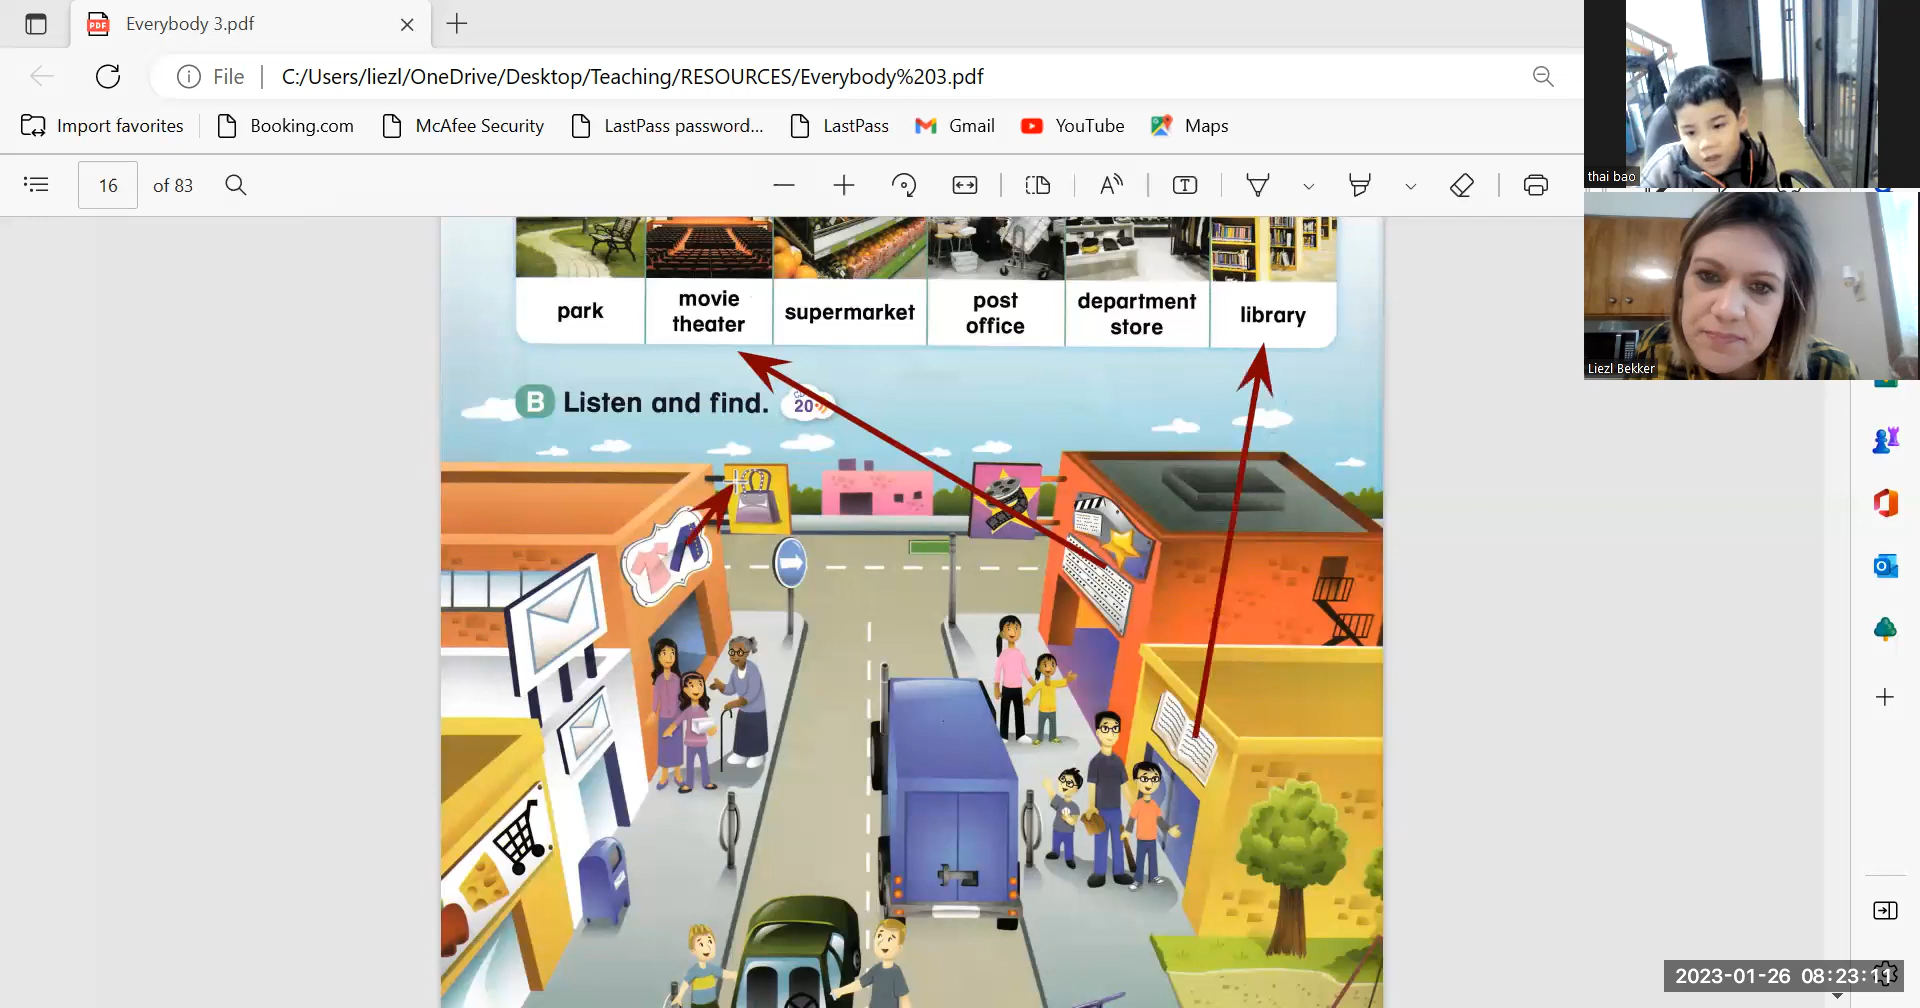 Everybody 3.pdf
File
C:/Users/liezl/OneDrive/Desktop/Teaching/RESOURCES/Everybody%203.pdf
Import favorites
Booking.com
McAfee Security
LastPass password...
LastPass
Gmail
YouTube
Maps
16 of 83
thai bao
Liezl Bekker
park
movie
theater
supermarket
post
office
department
store
library
B Listen and find.
20
2023-01-26 08:23:11